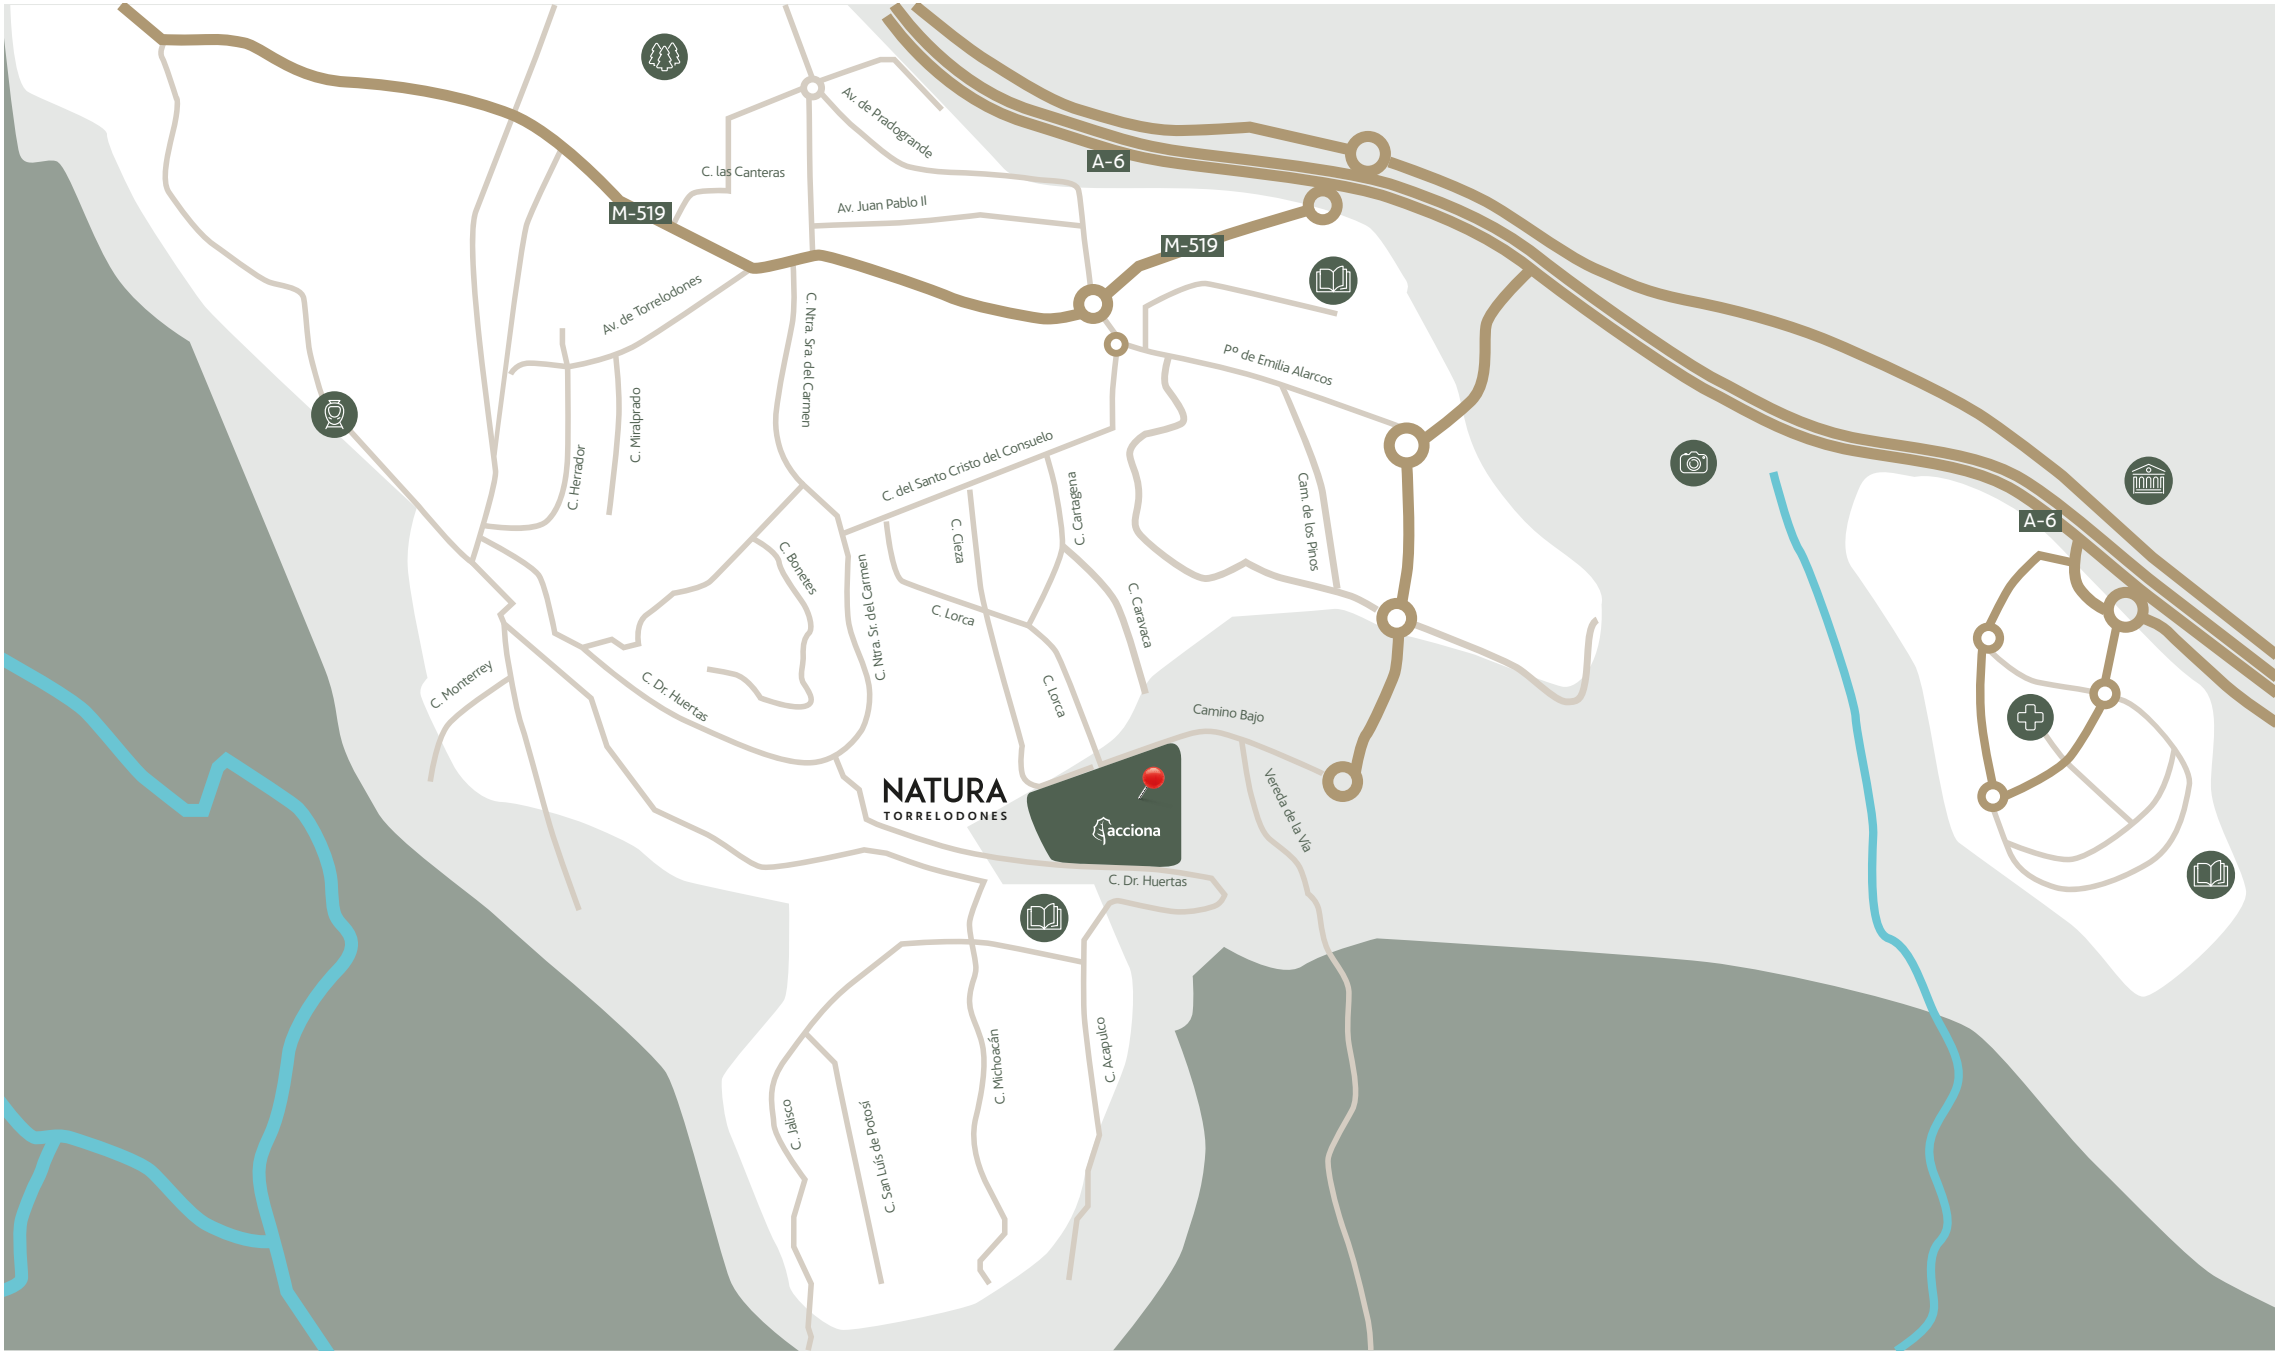 Av. de Pradogrande
A-6
C. las Canteras
M-519
Av. Juan Pablo II
M-519
Av. de Torrelodones
C. Ntra. Sra. del Carmen
Pº de Emilia Alarcos
C. Miralprado
C. Herrador
C. del Santo Cristo del Consuelo
C. Cartagena
Cam. de los Pinos
A-6
C. Cieza
C. Bonetes
C. Ntra. Sr. del Carmen
C. Lorca
C. Caravaca
C. Monterrey
C. Dr. Huertas
C. Lorca
Camino Bajo
Vereda de la Vía
NATURA
TORRELODONES
acciona
C. Dr. Huertas
C. Michoacán
C. Acapulco
C. Jalisco
C. San Luís de Potosí